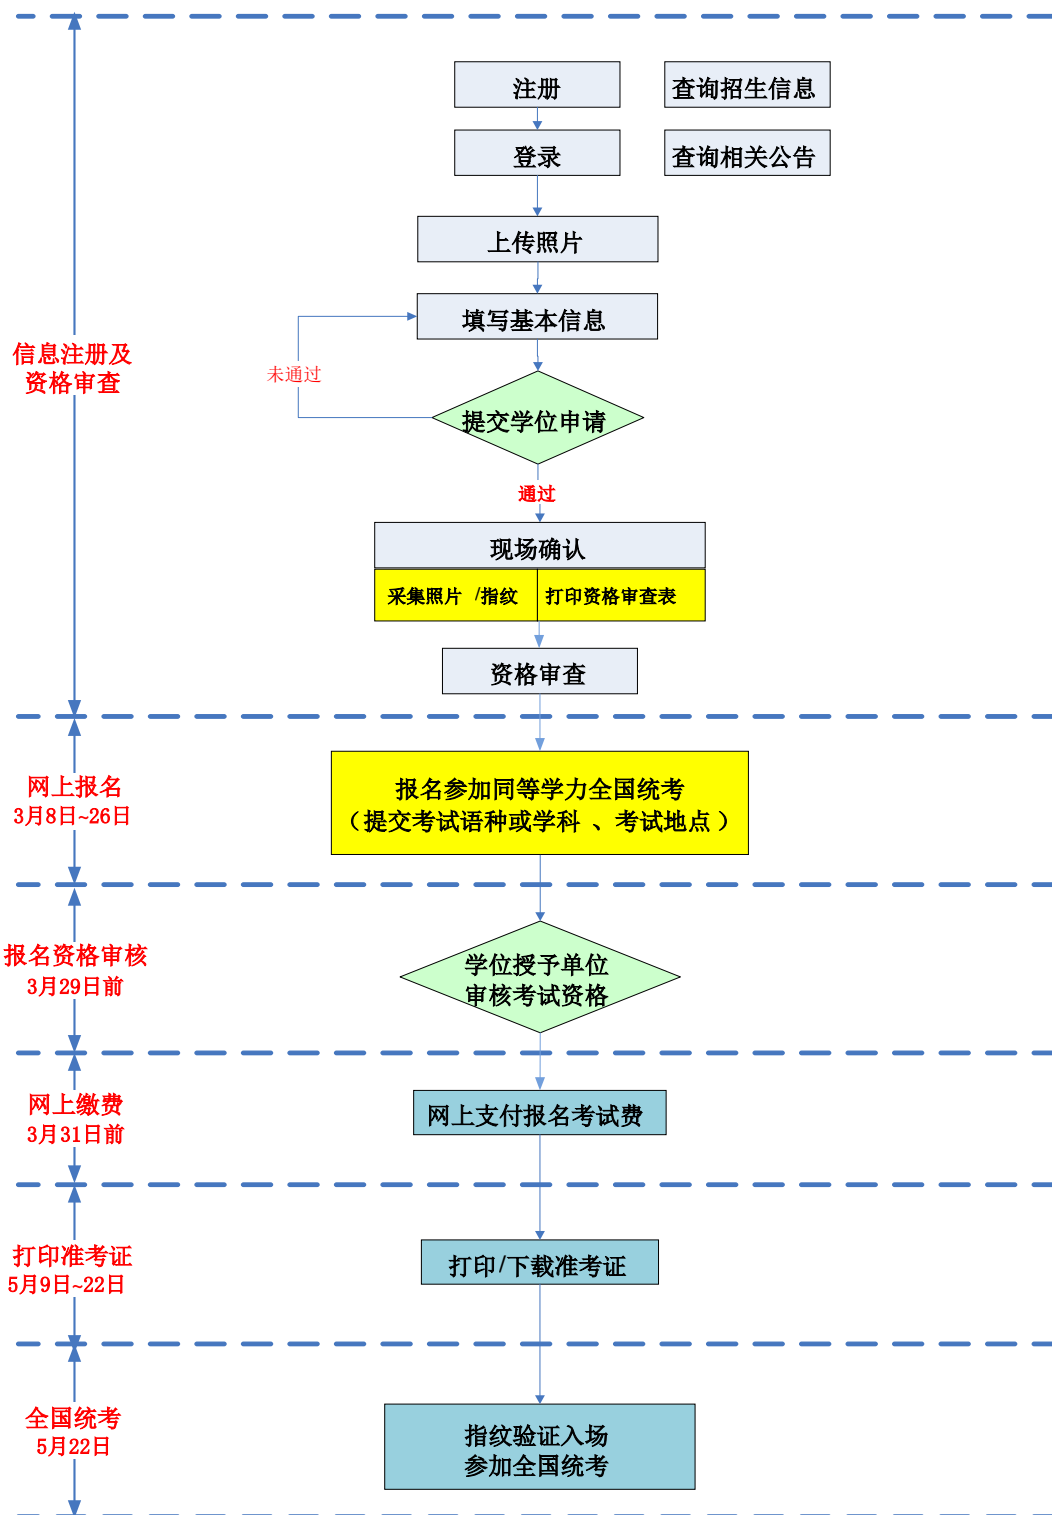 注册
查询招生信息
登录
查询相关公告
上传照片
填写基本信息
信息注册及
资格审查
未通过
提交学位申请
通过
现场确认
采集照片 /指纹
打印资格审查表
资格审查
网上报名
3月8日~26日
报名参加同等学力全国统考
（提交考试语种或学科 、考试地点 ）
报名资格审核
3月29日前
学位授予单位
审核考试资格
网上缴费
3月31日前
网上支付报名考试费
打印准考证
5月9日~22日
打印/下载准考证
全国统考
5月22日
指纹验证入场
参加全国统考